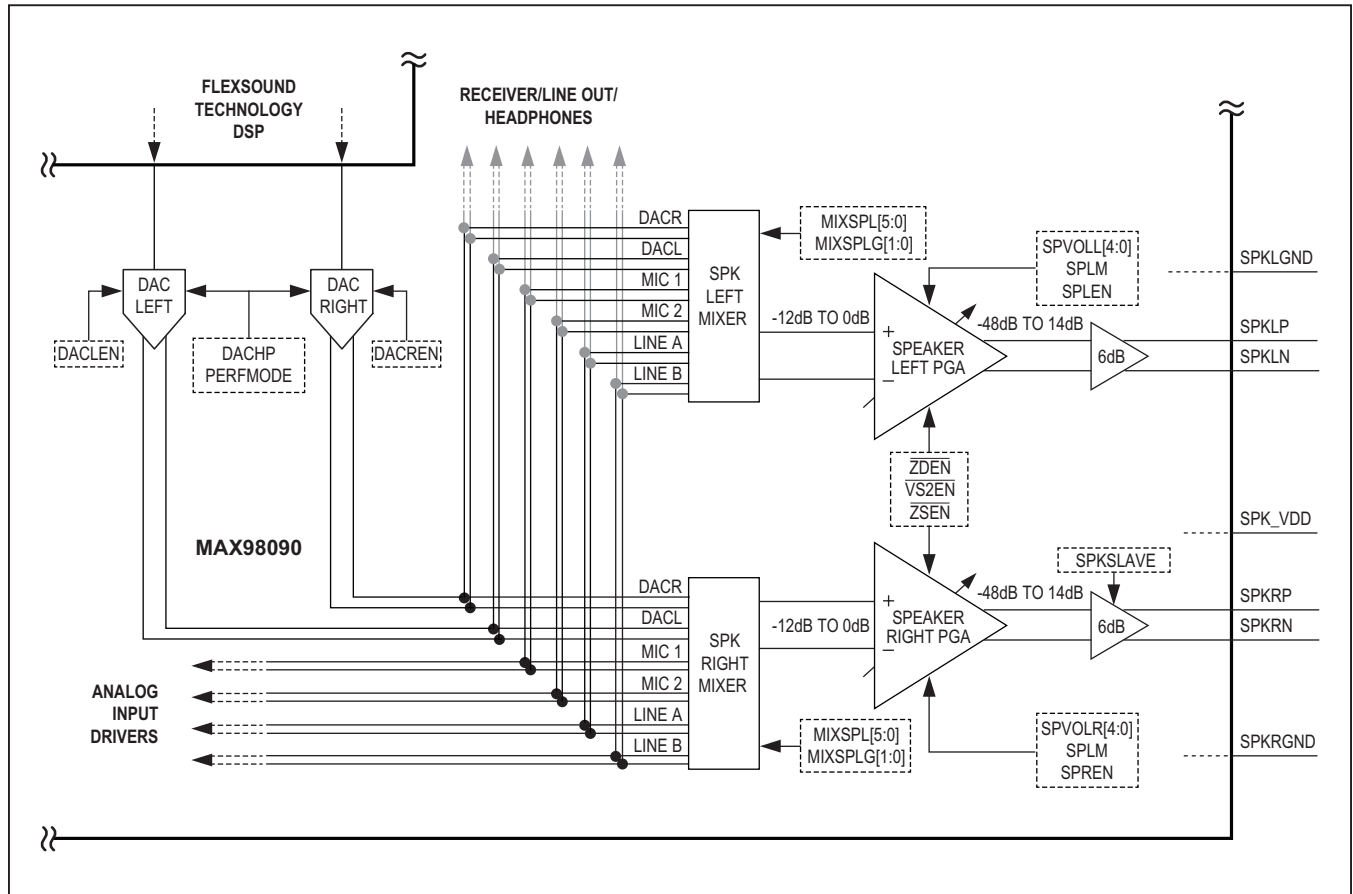 FLEXSOUND
TECHNOLOGY
DSP
RECEIVER/LINE OUT/
HEADPHONES
DAC
LEFT
DAC
RIGHT
DACLEN
DACHP
PERFMODE
DACREN
MAX98090
ANALOG
INPUT
DRIVERS
DACR
DACL
MIC 1
MIC 2
LINE A
LINE B
SPK
LEFT
MIXER
MIXSPL[5:0]
MIXSPLG[1:0]
-12dB TO 0dB
+
−
SPEAKER
LEFT PGA
SPVOLL[4:0]
SPLM
SPLEN
-48dB TO 14dB
6dB
SPKLGND
SPKLP
SPKLN
ZDEN
VS2EN
ZSEN
SPK_VDD
DACR
DACL
MIC 1
MIC 2
LINE A
LINE B
SPK
RIGHT
MIXER
MIXSPL[5:0]
MIXSPLG[1:0]
-12dB TO 0dB
+
−
SPEAKER
RIGHT PGA
SPKSLAVE
-48dB TO 14dB
6dB
SPVOLR[4:0]
SPLM
SPREN
SPKRP
SPKRN
SPKRGND